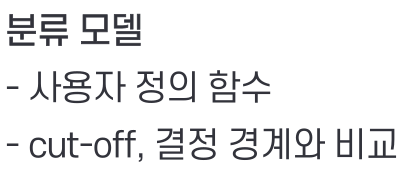 분류 모델
- 사용자 정의 함수
- cut-off, 결정 경계와 비교